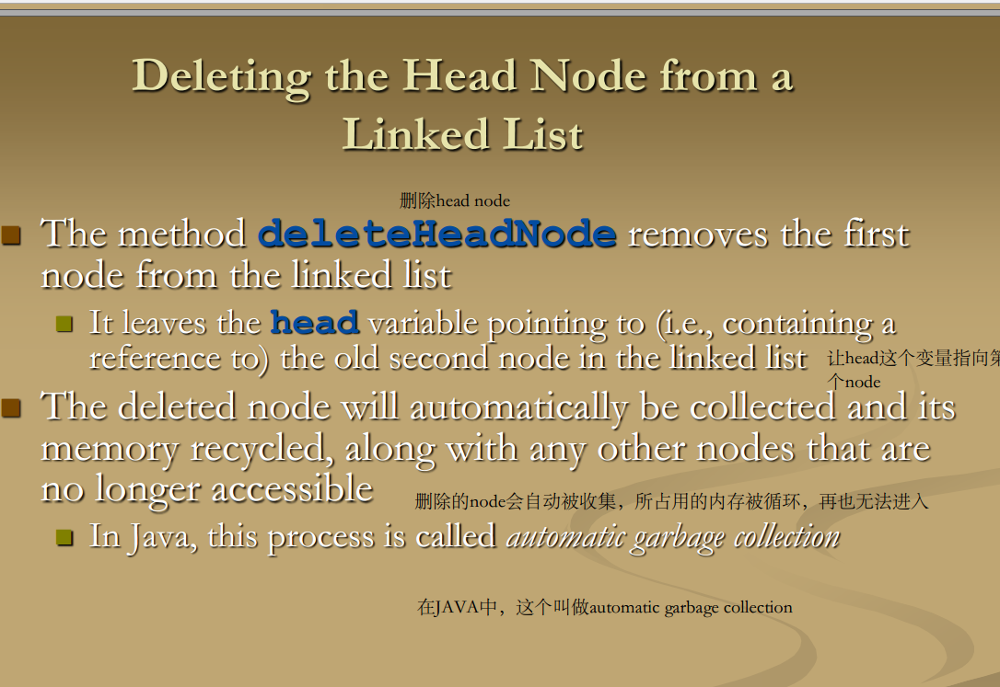 Deleting the Head Node from a
Linked List
删除head node
The method deleteHeadNode removes the first
node from the linked list
It leaves the head variable pointing to (i.e., containing a
reference to) the old second node in the linked list
让head这个变量指向第
个node
The deleted node will automatically be collected and its
memory recycled, along with any other nodes that are
no longer accessible
删除的node会自动被收集，所占用的内存被循环，再也无法进入
In Java, this process is called automatic garbage collection
在JAVA中，这个叫做automatic garbage collection